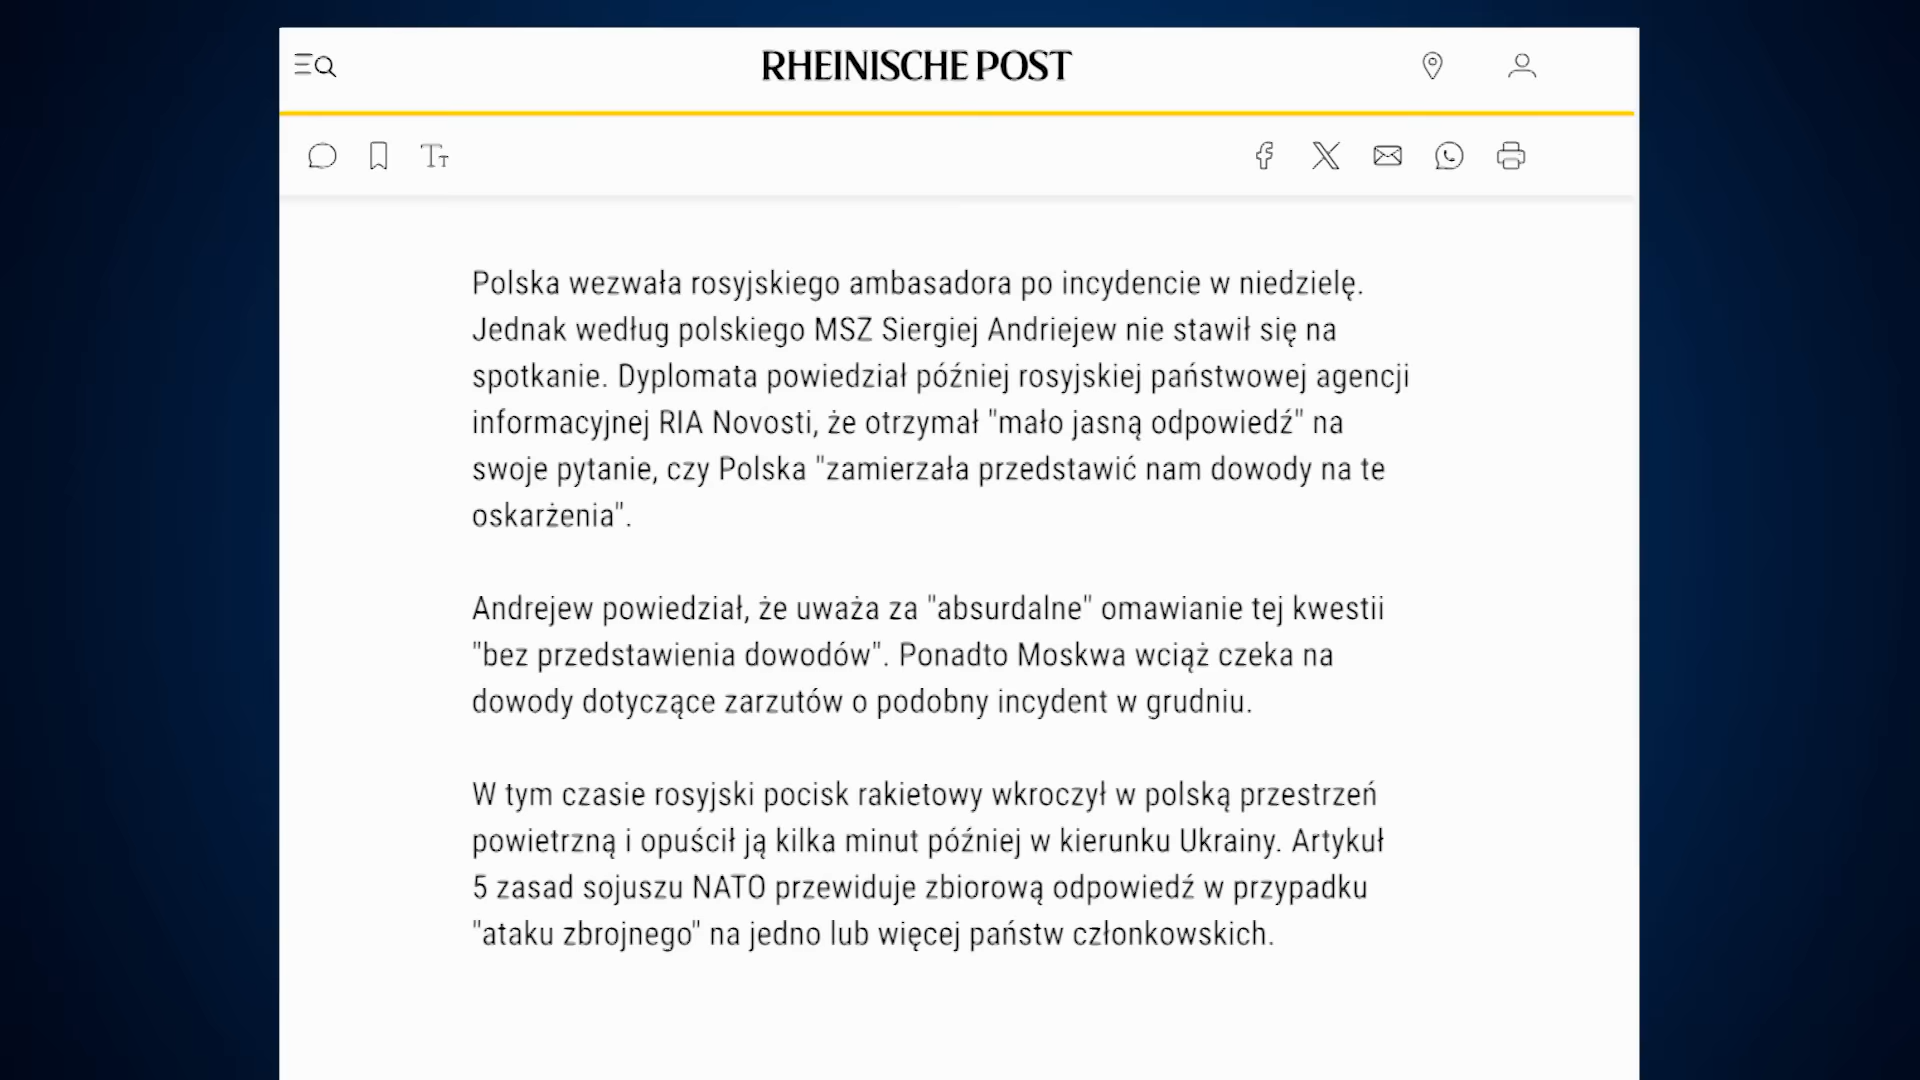 RHEINISCHE POST
Polska wezwała rosyjskiego ambasadora po incydencie w niedzielę.
Jednak według polskiego MSZ Siergiej Andriejew nie stawił się na
spotkanie. Dyplomata powiedział później rosyjskiej państwowej agencji
informacyjnej RIA Novosti, że otrzymał "mało jasną odpowiedź" na
swoje pytanie, czy Polska "zamierzała przedstawić nam dowody na te
oskarżenia".
Andrejew powiedział, że uważa za "absurdalne" omawianie tej kwestii
"bez przedstawienia dowodów". Ponadto Moskwa wciąż czeka na
dowody dotyczące zarzutów o podobny incydent w grudniu.
W tym czasie rosyjski pocisk rakietowy wkroczył w polską przestrzeń
powietrzną i opuścił ją kilka minut później w kierunku Ukrainy. Artykuł
5 zasad sojuszu NATO przewiduje zbiorową odpowiedź w przypadku
"ataku zbrojnego" na jedno lub więcej państw członkowskich.